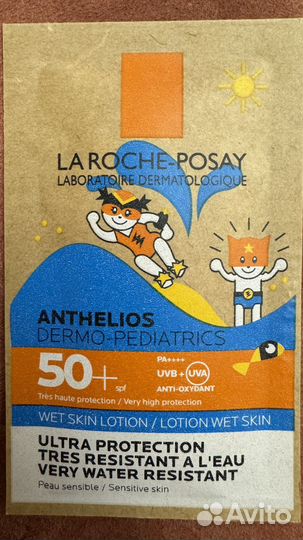 LA ROCHE-POSAY
LABORATOIRE DERMATOLOGIQUE
ANTHELIOS
DERMO-PEDIATRICS
50+ spf
PA++++
UVB + UVA
ANTI-OXYDANT
Très haute protection / Very high protection
WET SKIN LOTION / LOTION WET SKIN
ULTRA PROTECTION
TRES RESISTANT A L'EAU
VERY WATER RESISTANT
Peau sensible / Sensitive skin
Avito